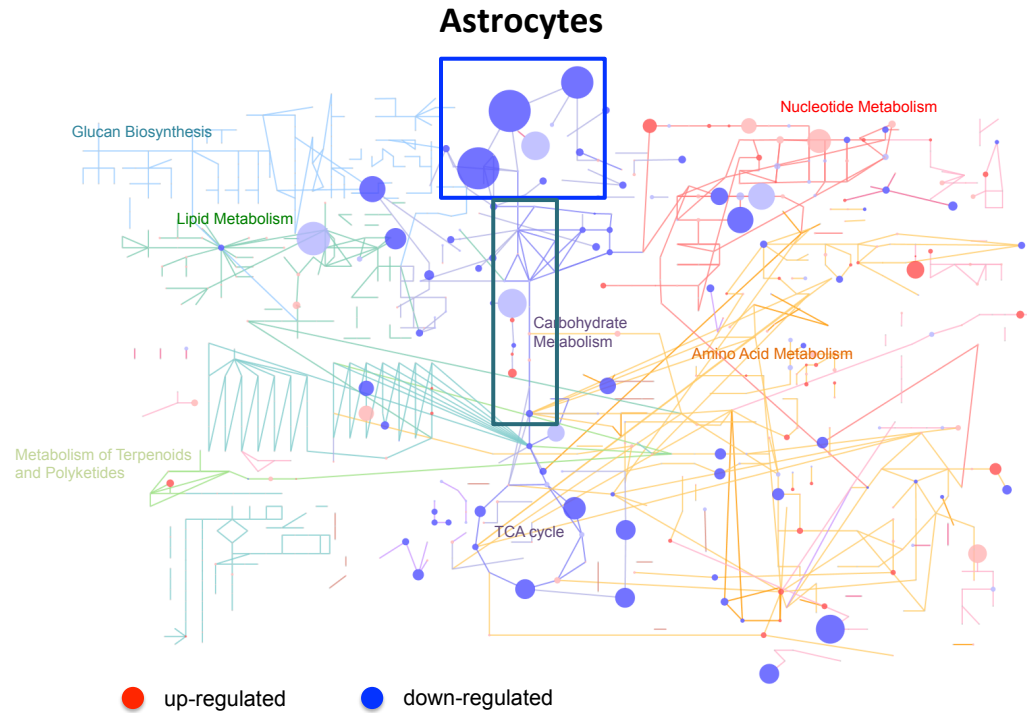 Astrocytes
Nucleotide Metabolism
Glucan Biosynthesis
Lipid Metabolism
Carbohydrate
Metabolism
Amino Acid Metabolism
Metabolism of Terpenoids
and Polyketides
TCA cycle
up-regulated
down-regulated